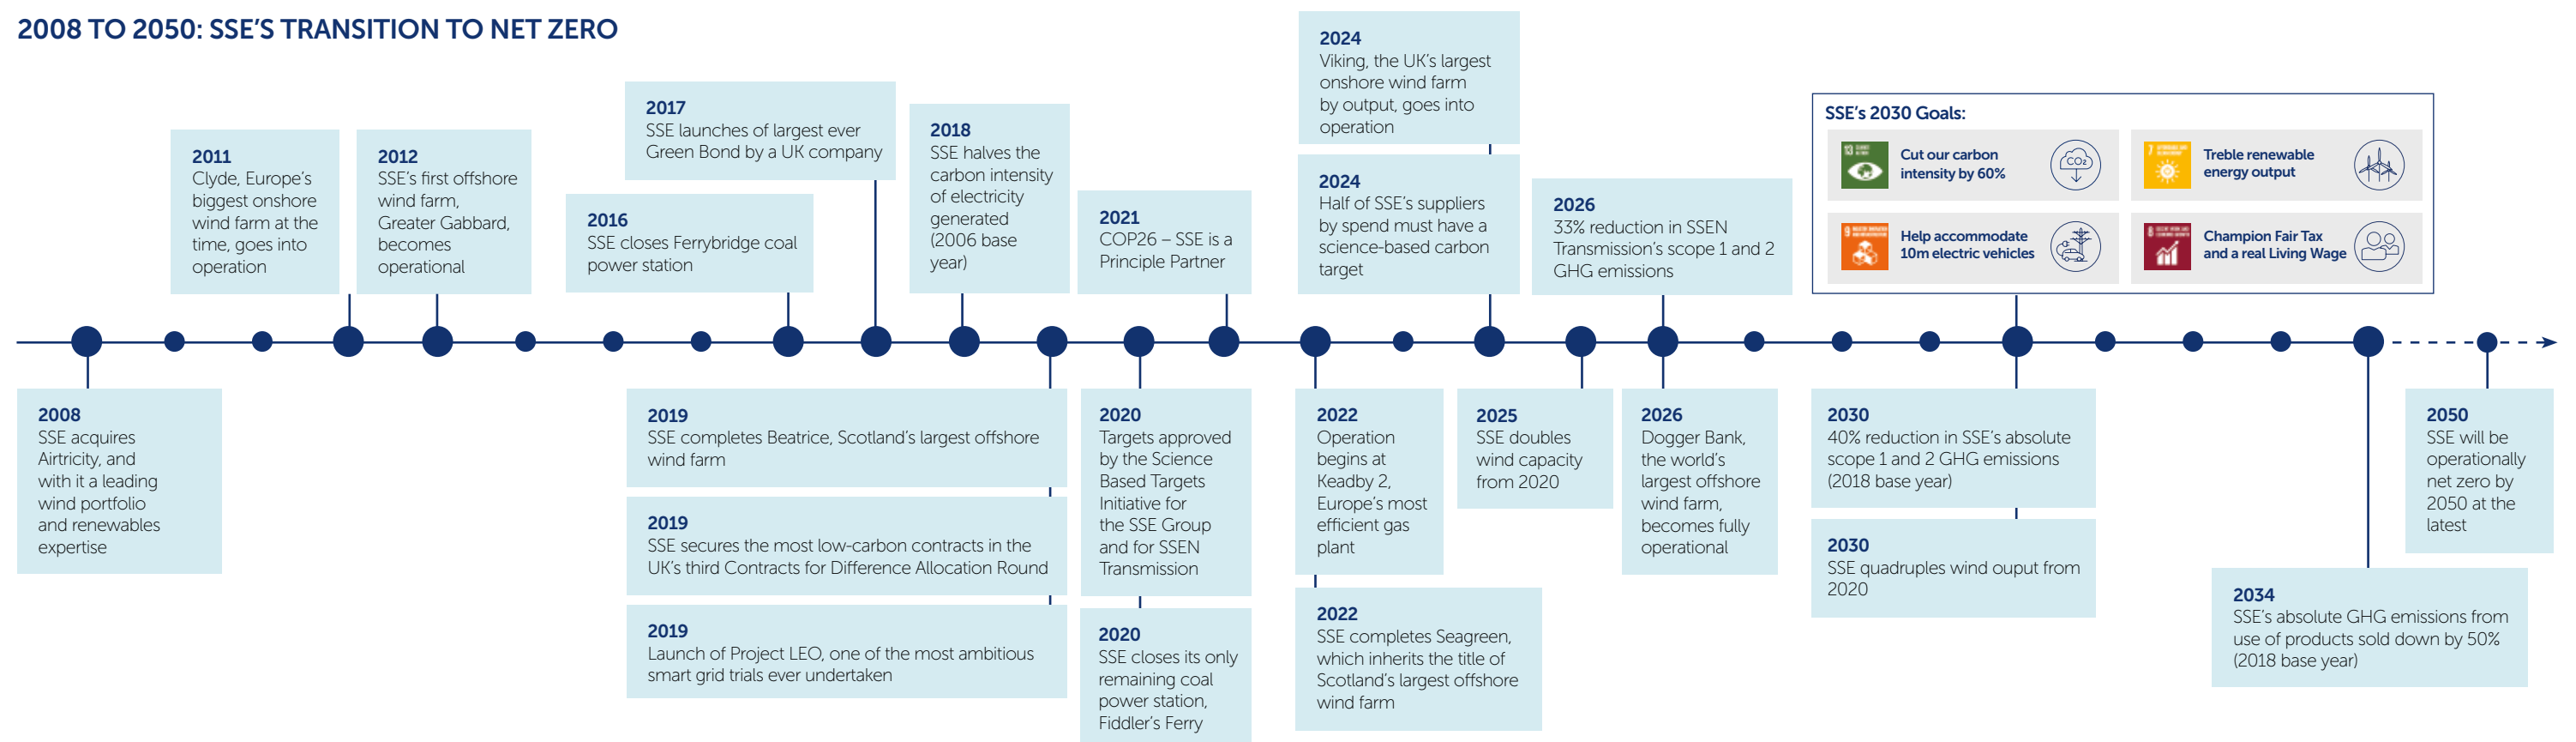 2008 TO 2050: SSE'S TRANSITION TO NET ZERO
2008
SSE acquires
Airtricity, and
with it a leading
wind portfolio
and renewables
expertise
2011
Clyde, Europe's
biggest onshore
wind farm at the
time, goes into
operation
2012
SSE's first offshore
wind farm,
Greater Gabbard,
becomes
operational
2016
SSE closes Ferrybridge coal
power station
2017
SSE launches of largest ever
Green Bond by a UK company
2018
SSE halves the
carbon intensity
of electricity
generated
(2006 base
year)
2019
SSE completes Beatrice, Scotland's largest offshore
wind farm
2019
SSE secures the most low-carbon contracts in the
UK's third Contracts for Difference Allocation Round
2019
Launch of Project LEO, one of the most ambitious
smart grid trials ever undertaken
2020
Targets approved
by the Science
Based Targets
Initiative for
the SSE Group
and for SSEN
Transmission
2020
SSE closes its only
remaining coal
power station,
Fiddler's Ferry
2021
COP26 – SSE is a
Principle Partner
2022
Operation
begins at
Keadby 2,
Europe's most
efficient gas
plant
2022
SSE completes Seagreen,
which inherits the title of
Scotland's largest offshore
wind farm
2024
Viking, the UK's largest
onshore wind farm
by output, goes into
operation
2024
Half of SSE's suppliers
by spend must have a
science-based carbon
target
2025
SSE doubles
wind capacity
from 2020
2026
33% reduction in SSEN
Transmission's scope 1 and 2
GHG emissions
2026
Dogger Bank,
the world's
largest offshore
wind farm,
becomes fully
operational
SSE's 2030 Goals:
13
Cut our carbon
intensity by 60%
CO2
7
Treble renewable
energy output
9
Help accommodate
10m electric vehicles
8
Champion Fair Tax
and a real Living Wage
2030
40% reduction in SSE's absolute
scope 1 and 2 GHG emissions
(2018 base year)
2030
SSE quadruples wind ouput from
2020
2034
SSE's absolute GHG emissions from
use of products sold down by 50%
(2018 base year)
2050
SSE will be
operationally
net zero by
2050 at the
latest